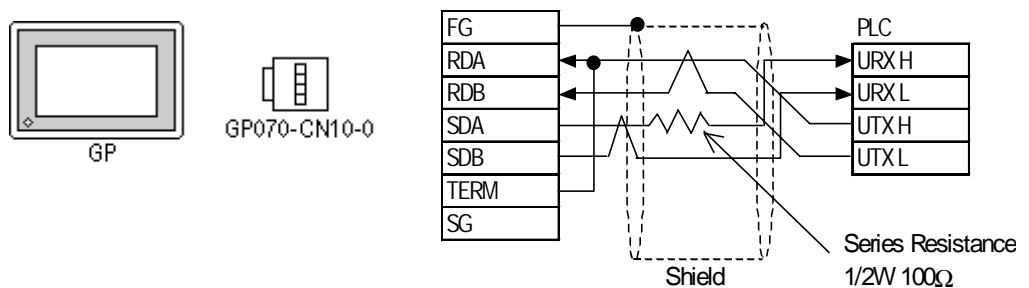 GP
GP070-CN10-0
FG
RDA
RDB
SDA
SDB
TERM
SG
Shield
PLC
URX H
URX L
UTX H
UTX L
Series Resistance
1/2W 100Ω